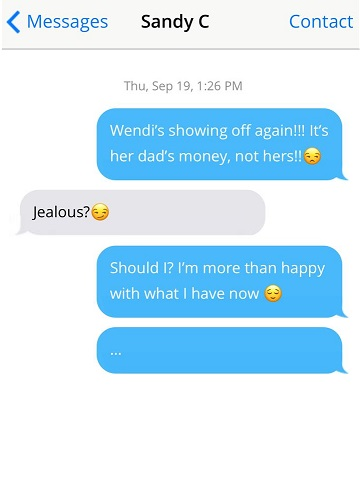 Messages Sandy C Contact
Thu, Sep 19, 1:26 PM
Wendi's showing off again!!! It's
her dad's money, not hers!!😒
Jealous?😏
Should I? I'm more than happy
with what I have now 😌
...